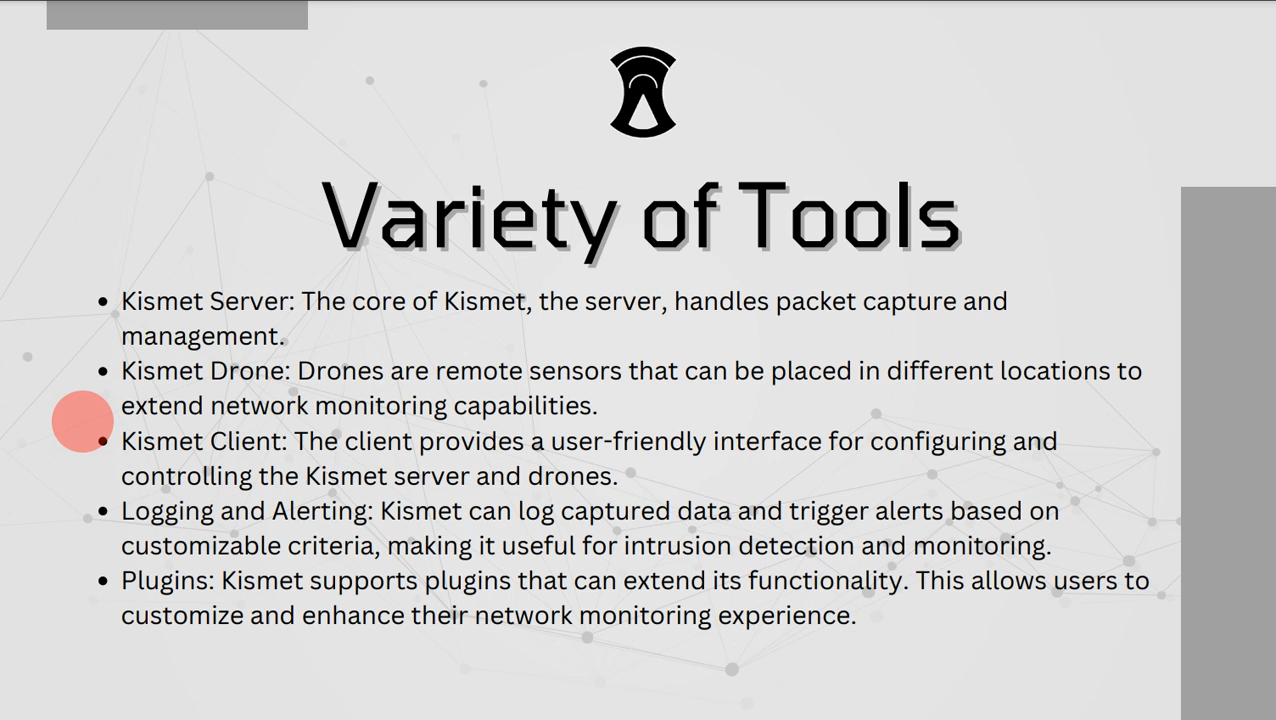 Variety of Tools
• Kismet Server: The core of Kismet, the server, handles packet capture and
management.
• Kismet Drone: Drones are remote sensors that can be placed in different locations to
extend network monitoring capabilities.
• Kismet Client: The client provides a user-friendly interface for configuring and
controlling the Kismet server and drones.
• Logging and Alerting: Kismet can log captured data and trigger alerts based on
customizable criteria, making it useful for intrusion detection and monitoring.
• Plugins: Kismet supports plugins that can extend its functionality. This allows users to
customize and enhance their network monitoring experience.